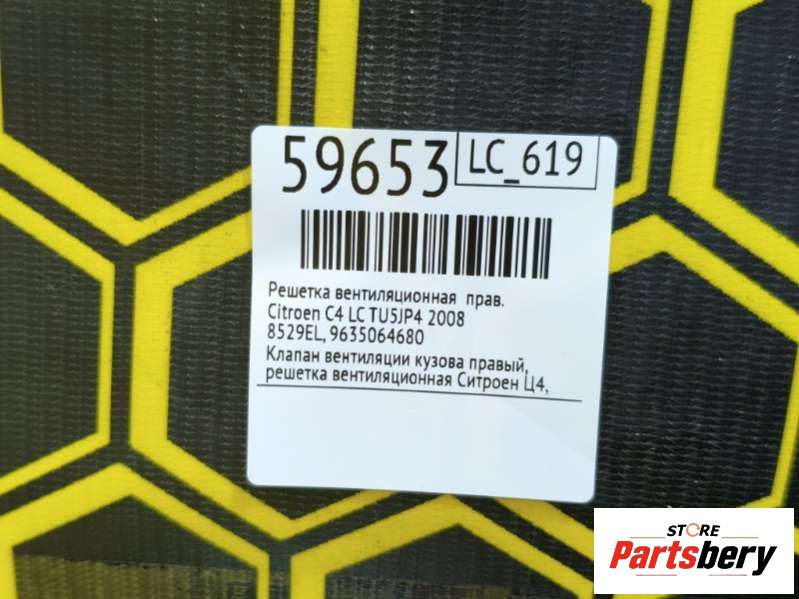 59653
LC_619
Решетка вентиляционная прав.
Citroen C4 LC TU5JP4 2008
8529EL, 9635064680
Клапан вентиляции кузова правый,
решетка вентиляционная Ситроен Ц4,
STORE
Partsbery